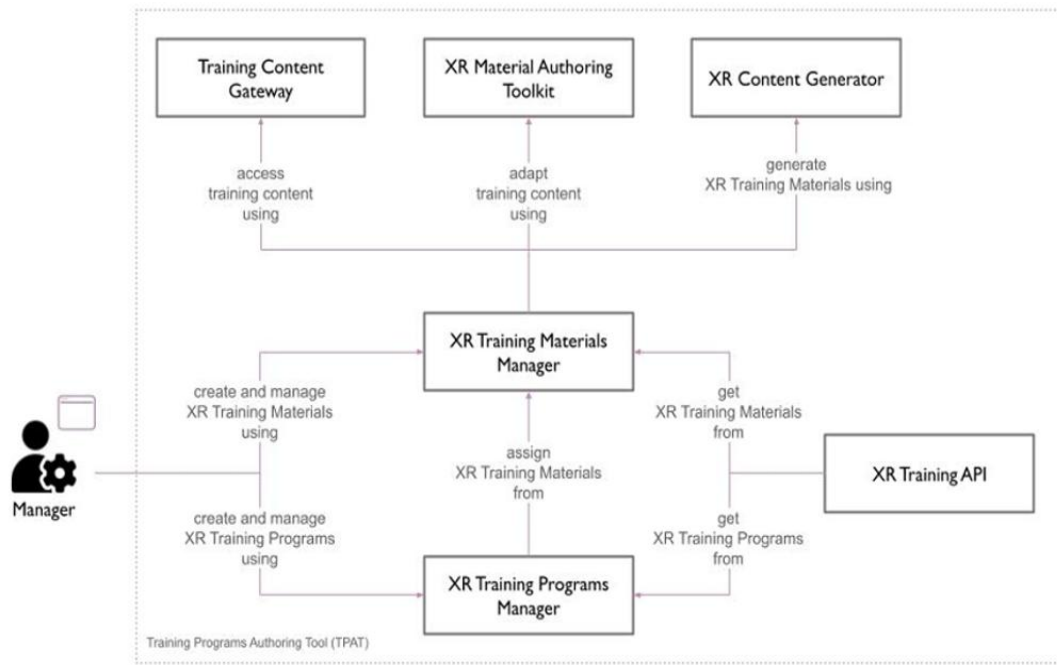 Training Content
Gateway
XR Material Authoring
Toolkit
XR Content Generator
access
training content
using
adapt
training content
using
generate
XR Training Materials using
XR Training Materials
Manager
create and manage
XR Training Materials
using
get
XR Training Materials
from
assign
XR Training Materials
from
XR Training API
Manager
create and manage
XR Training Programs
using
get
XR Training Programs
from
XR Training Programs
Manager
Training Programs Authoring Tool (TPAT)